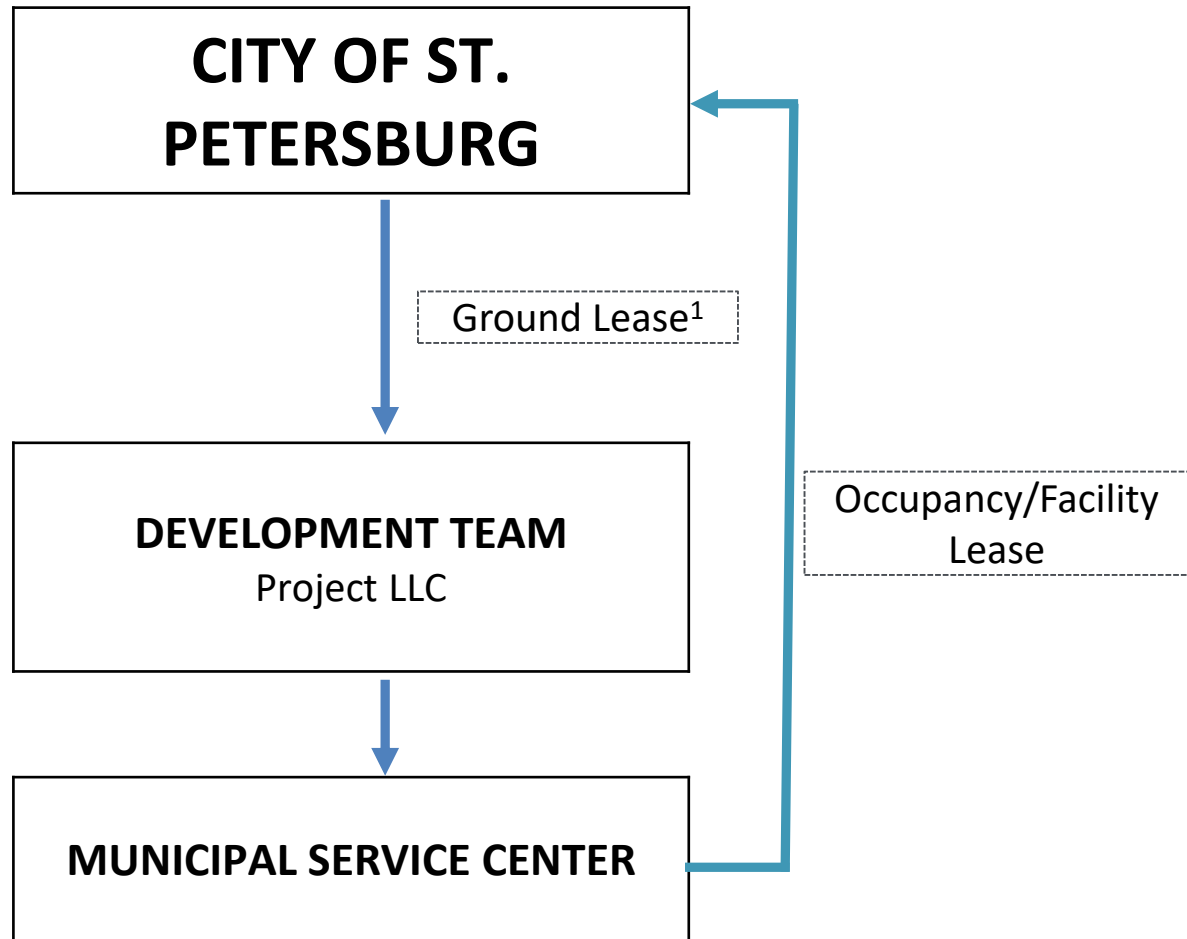 CITY OF ST.
PETERSBURG
Ground Lease¹
DEVELOPMENT TEAM
Project LLC
Occupancy/Facility
Lease
MUNICIPAL SERVICE CENTER